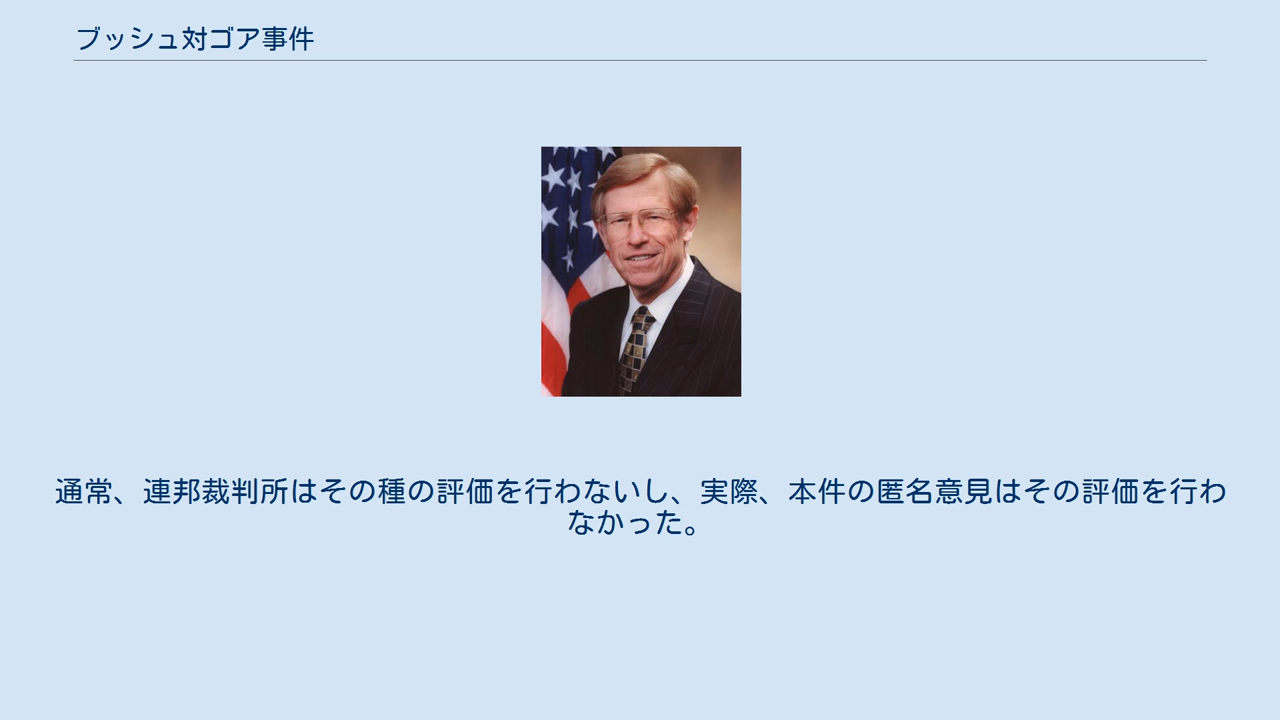 ブッシュ対ゴア事件
通常、連邦裁判所はその種の評価を行わないし、実際、本件の匿名意見はその評価を行わ
なかった。